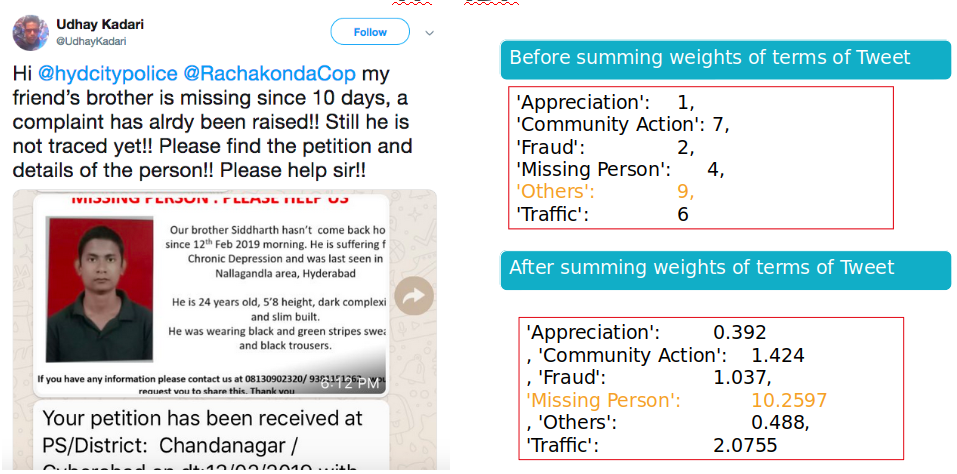 Udhay Kadari
@UdhayKadari
Follow
Hi @hydcitypolice @RachakondaCop my
friend's brother is missing since 10 days, a
complaint has alrdy been raised!! Still he is
not traced yet!! Please find the petition and
details of the person!! Please help sir!!
MISSING PERSON : PLEASE HELP US
Our brother Siddharth hasn't come back ho
since 12th Feb 2019 morning. He is suffering f
Chronic Depression and was last seen in
Nallagandla area, Hyderabad
He is 24 years old, 5'8 height, dark complexi
and slim built.
He was wearing black and green stripes swea
and black trousers.
If you have any information please contact us at 08130902320/
6:12 PM
request you to share this. Thank you
Your petition has been received at
PS/District: Chandanagar /
Cyberabad on dt:13/02/2019 with
Before summing weights of terms of Tweet
'Appreciation': 1,
'Community Action': 7,
'Fraud': 2,
'Missing Person': 4,
'Others': 9,
'Traffic': 6
After summing weights of terms of Tweet
'Appreciation': 0.392
, 'Community Action': 1.424
, 'Fraud': 1.037,
'Missing Person': 10.2597
, 'Others': 0.488,
'Traffic': 2.0755